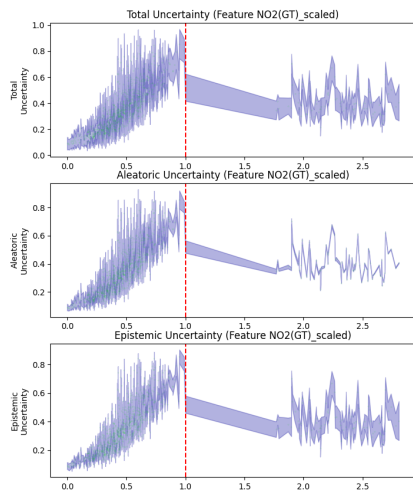 Total Uncertainty (Feature NO2(GT)_scaled)
1.0
0.8
0.6
0.4
0.2
0.0
Total
Uncertainty
0.0 0.5 1.0 1.5 2.0 2.5
Aleatoric Uncertainty (Feature NO2(GT)_scaled)
0.8
0.6
0.4
0.2
Aleatoric
Uncertainty
0.0 0.5 1.0 1.5 2.0 2.5
Epistemic Uncertainty (Feature NO2(GT)_scaled)
0.8
0.6
0.4
0.2
Epistemic
Uncertainty
0.0 0.5 1.0 1.5 2.0 2.5